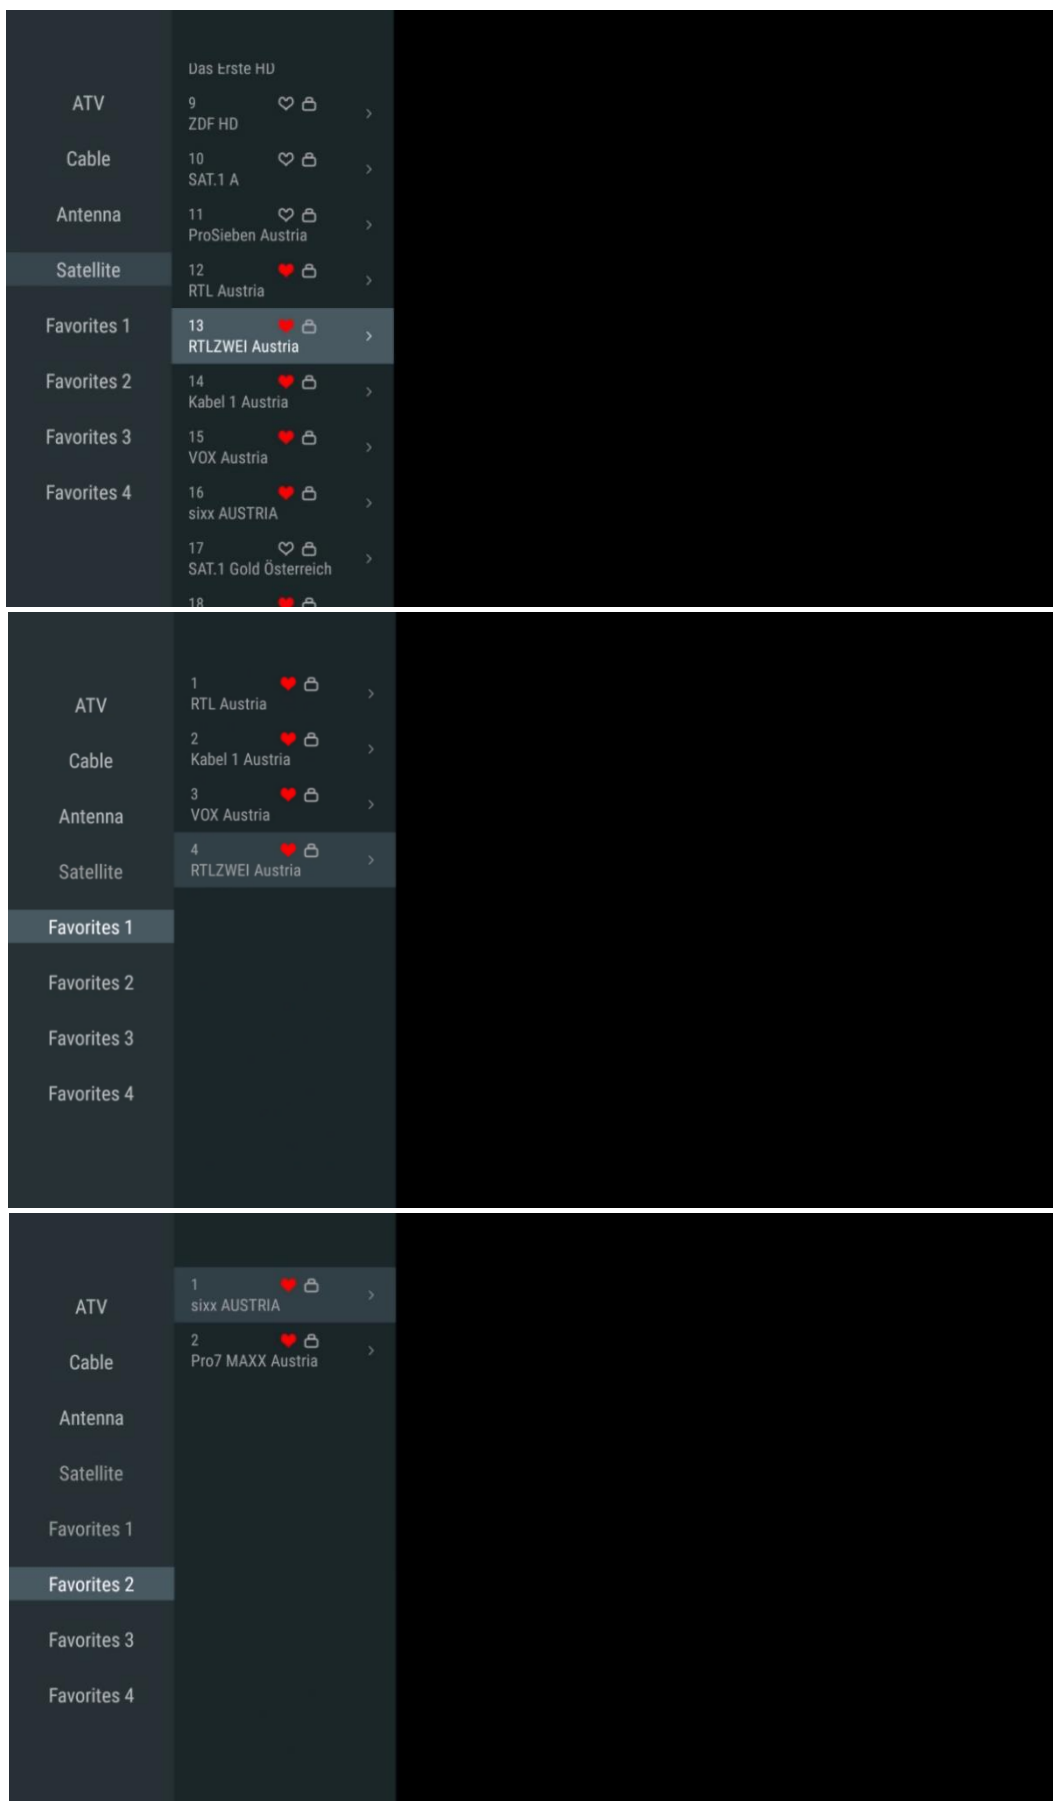 ATV
Cable
Antenna
Satellite
Favorites 1
Favorites 2
Favorites 3
Favorites 4
Das Erste HD
9
ZDF HD
10
SAT.1 A
11
ProSieben Austria
12
RTL Austria
13
RTLZWEI Austria
14
Kabel 1 Austria
15
VOX Austria
16
sixx AUSTRIA
17
SAT.1 Gold Österreich
18
ATV
Cable
Antenna
Satellite
Favorites 1
Favorites 2
Favorites 3
Favorites 4
1
RTL Austria
2
Kabel 1 Austria
3
VOX Austria
4
RTLZWEI Austria
ATV
Cable
Antenna
Satellite
Favorites 1
Favorites 2
Favorites 3
Favorites 4
1
sixx AUSTRIA
2
Pro7 MAXX Austria